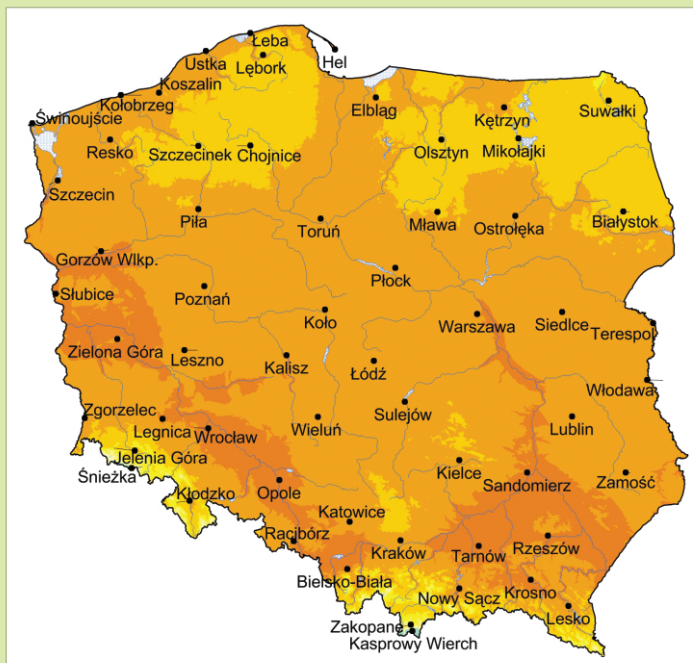 Łeba
Ustka
Lębork
Hel
Koszalin
Kołobrzeg
Elbląg
Kętrzyn
Suwałki
Świnoujście
Resko
Szczecinek
Chojnice
Olsztyn
Mikołajki
Szczecin
Piła
Toruń
Mława
Ostrołęka
Białystok
Gorzów Wlkp.
Płock
Słubice
Poznań
Koło
Warszawa
Siedlce
Terespol
Zielona Góra
Leszno
Kalisz
Łódź
Włodawa
Zgorzelec
Legnica
Wrocław
Wieluń
Sulejów
Lublin
Jelenia Góra
Śnieżka
Kielce
Sandomierz
Zamość
Kłodzko
Opole
Katowice
Racibórz
Kraków
Tarnów
Rzeszów
Bielsko-Biała
Nowy Sącz
Krosno
Lesko
Zakopane
Kasprowy Wierch